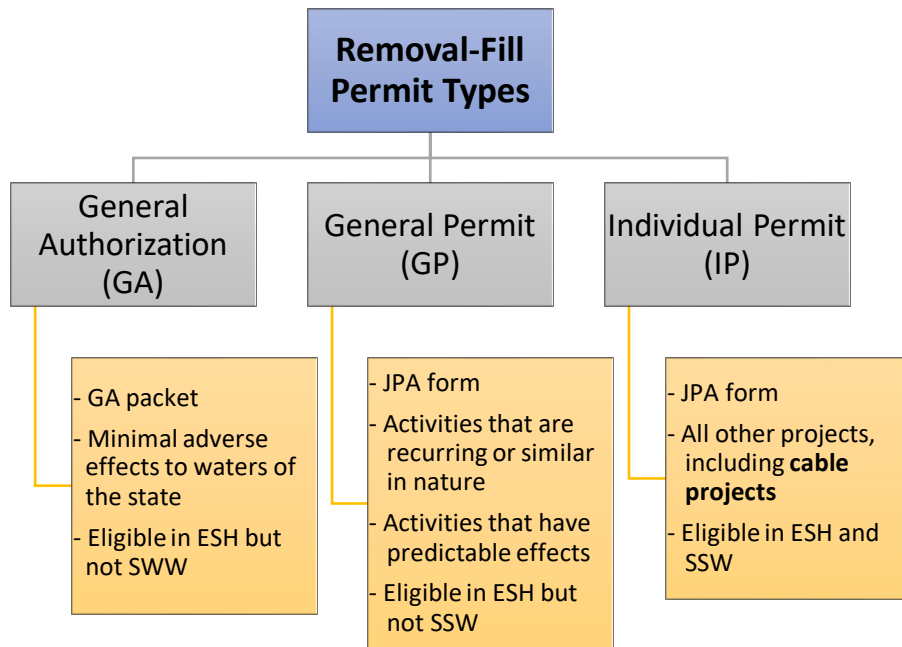 Removal-Fill
Permit Types
General
Authorization
(GA)
- GA packet
- Minimal adverse
effects to waters of
the state
- Eligible in ESH but
not SWW
General Permit
(GP)
- JPA form
- Activities that are
recurring or similar
in nature
- Activities that have
predictable effects
- Eligible in ESH but
not SSW
Individual Permit
(IP)
- JPA form
- All other projects,
including cable
projects
- Eligible in ESH and
SSW